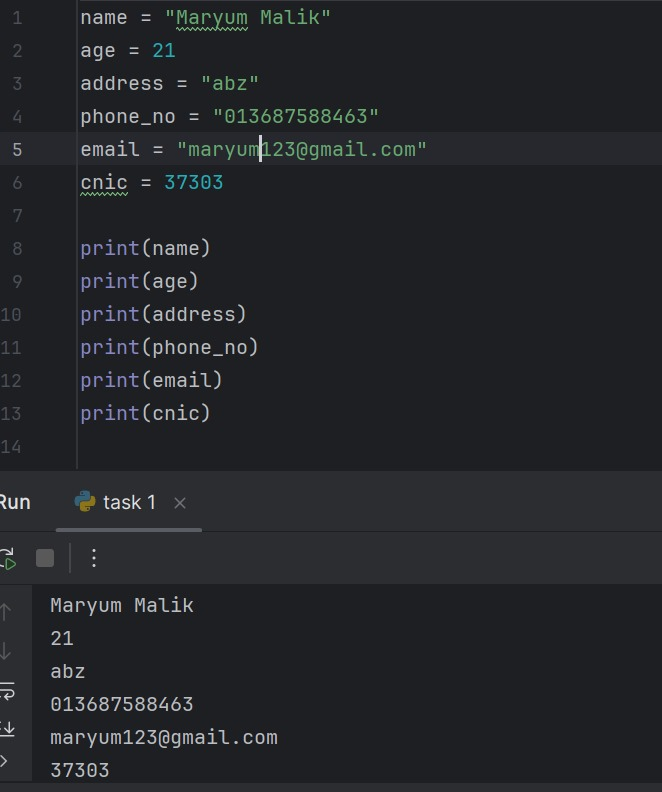 1 name = "Maryum Malik"
2 age = 21
3 address = "abz"
4 phone_no = "013687588463"
5 email = "maryum123@gmail.com"
6 cnic = 37303
7
8 print(name)
9 print(age)
10 print(address)
11 print(phone_no)
12 print(email)
13 print(cnic)
14
Run task 1
Maryum Malik
21
abz
013687588463
maryum123@gmail.com
37303